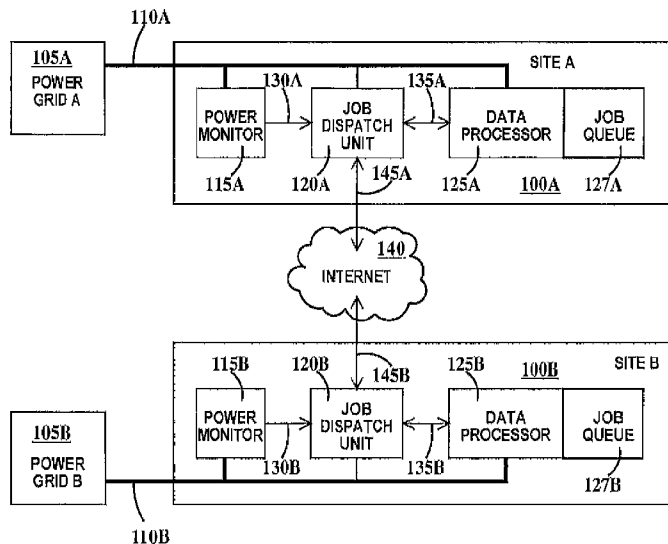 110A
105A
POWER
GRID A
SITE A
130A
135A
POWER
MONITOR
JOB
DISPATCH
UNIT
DATA
PROCESSOR
JOB
QUEUE
115A
120A
145A
125A
100A
127A
140
INTERNET
115B
120B
145B
125B
100B
SITE B
105B
POWER
GRID B
POWER
MONITOR
JOB
DISPATCH
UNIT
DATA
PROCESSOR
JOB
QUEUE
130B
135B
127B
110B